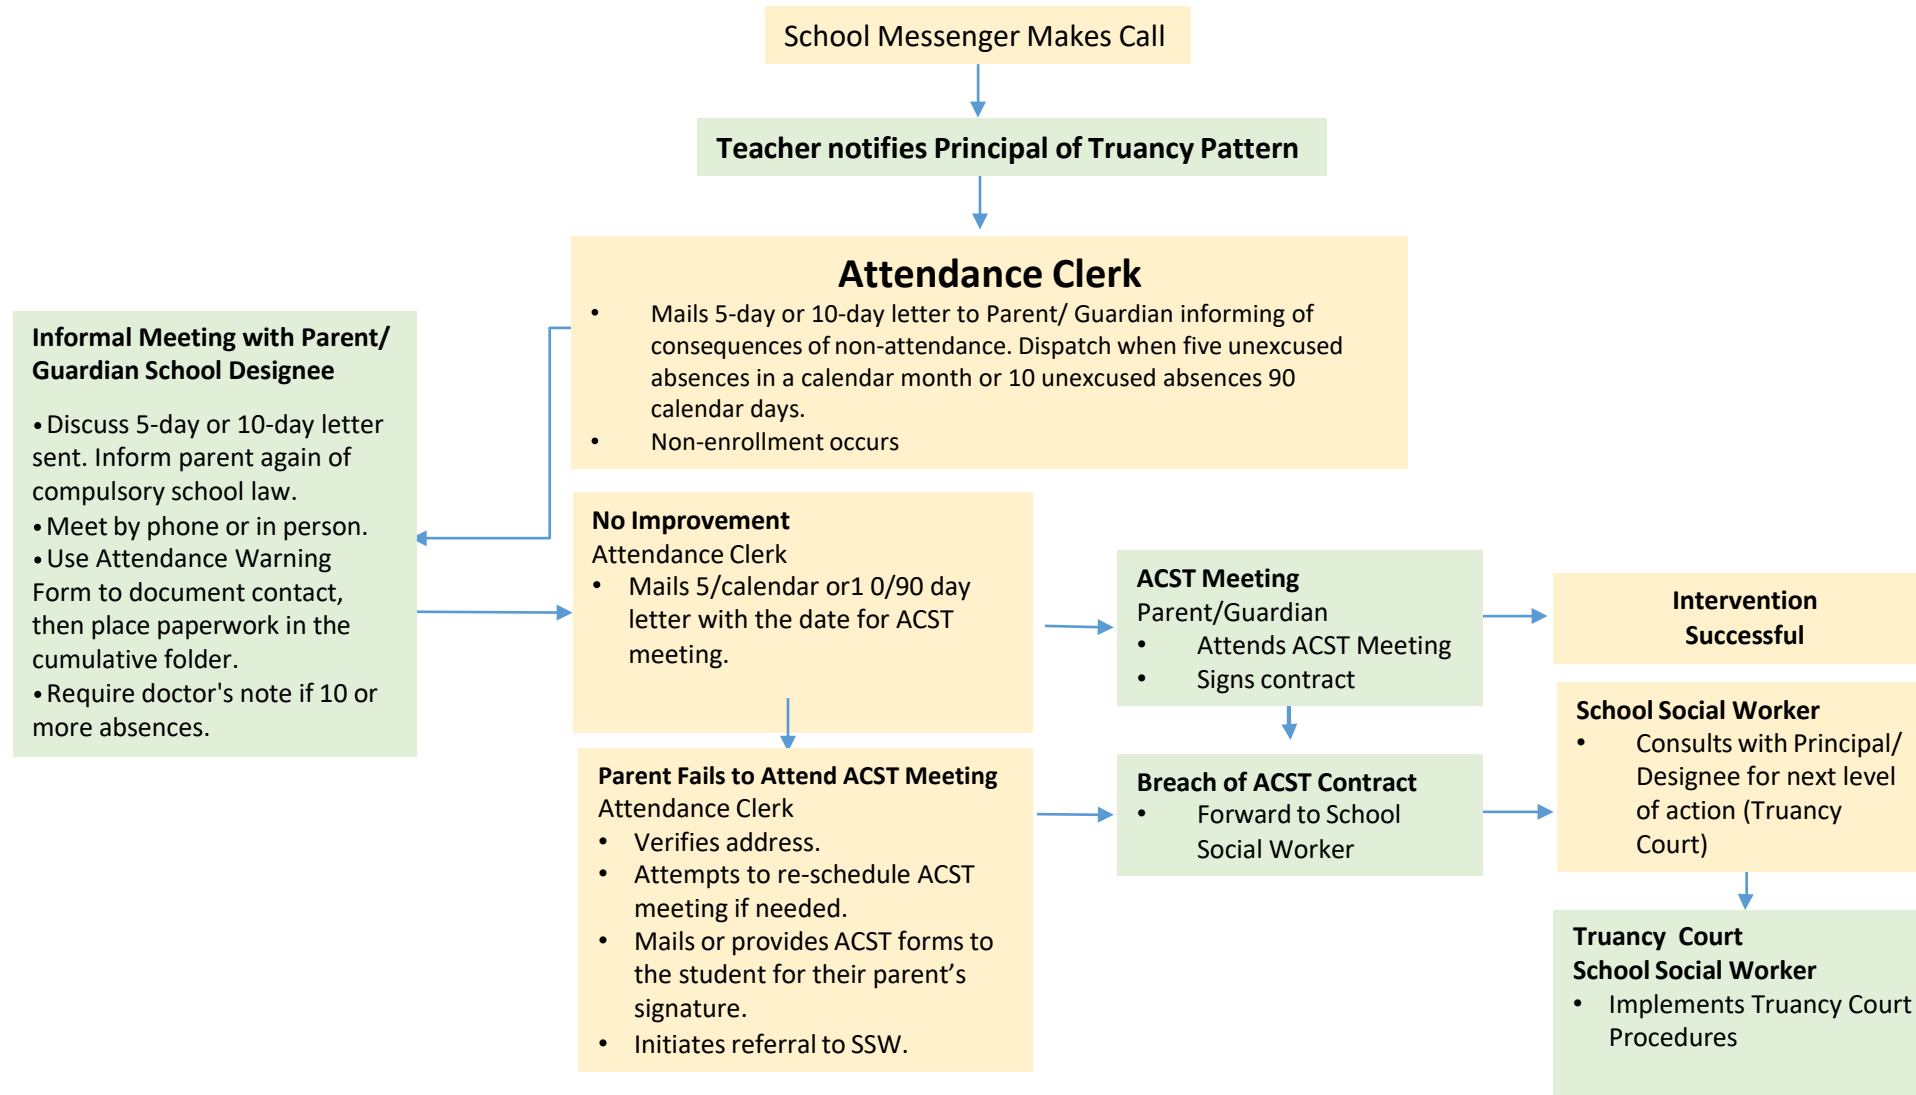 School Messenger Makes Call
Teacher notifies Principal of Truancy Pattern
Attendance Clerk
• Mails 5-day or 10-day letter to Parent/ Guardian informing of
consequences of non-attendance. Dispatch when five unexcused
absences in a calendar month or 10 unexcused absences 90
calendar days.
• Non-enrollment occurs
Informal Meeting with Parent/
Guardian School Designee
• Discuss 5-day or 10-day letter
sent. Inform parent again of
compulsory school law.
• Meet by phone or in person.
• Use Attendance Warning
Form to document contact,
then place paperwork in the
cumulative folder.
• Require doctor's note if 10 or
more absences.
No Improvement
Attendance Clerk
• Mails 5/calendar or1 0/90 day
letter with the date for ACST
meeting.
ACST Meeting
Parent/Guardian
• Attends ACST Meeting
• Signs contract
Intervention
Successful
Parent Fails to Attend ACST Meeting
Attendance Clerk
• Verifies address.
• Attempts to re-schedule ACST
meeting if needed.
• Mails or provides ACST forms to
the student for their parent’s
signature.
• Initiates referral to SSW.
Breach of ACST Contract
• Forward to School
Social Worker
School Social Worker
• Consults with Principal/
Designee for next level
of action (Truancy
Court)
Truancy Court
School Social Worker
• Implements Truancy Court
Procedures